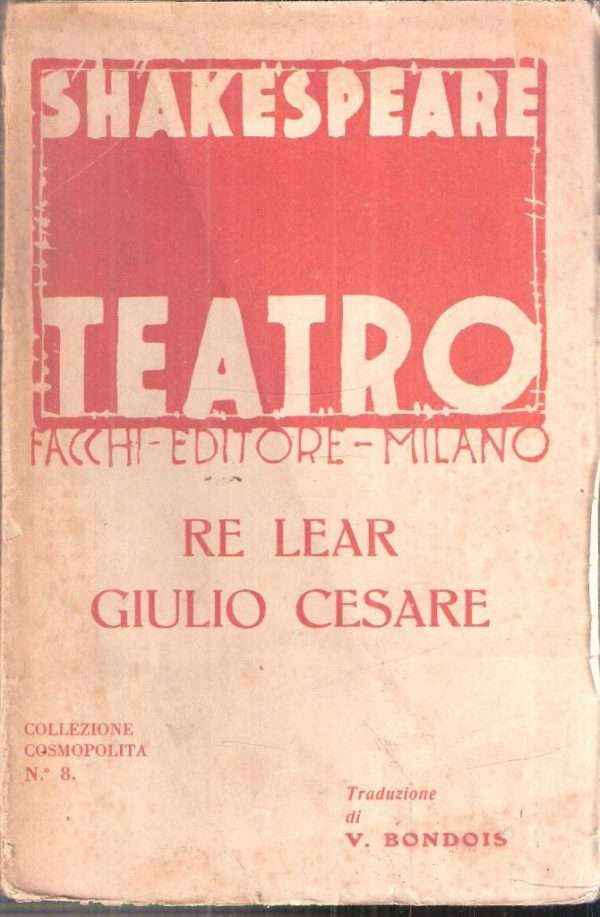 SHAKESPEARE
TEATRO
FACCHI-EDITORE-MILANO
RE LEAR
GIULIO CESARE
COLLEZIONE
COSMOPOLITA
N.° 8.
Traduzione
di
V. BONDOIS